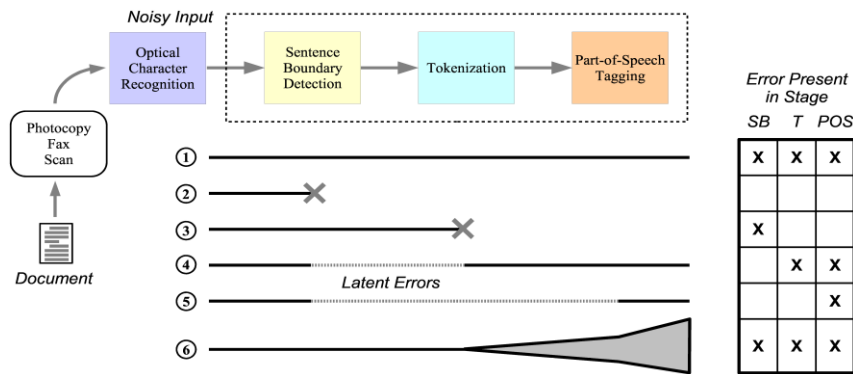 Noisy Input
Optical
Character
Recognition
Sentence
Boundary
Detection
Tokenization
Part-of-Speech
Tagging
Photocopy
Fax
Scan
Document
Error Present
in Stage
SB T POS
1 X X X
2
3 X
4 X X
Latent Errors
5 X
6 X X X